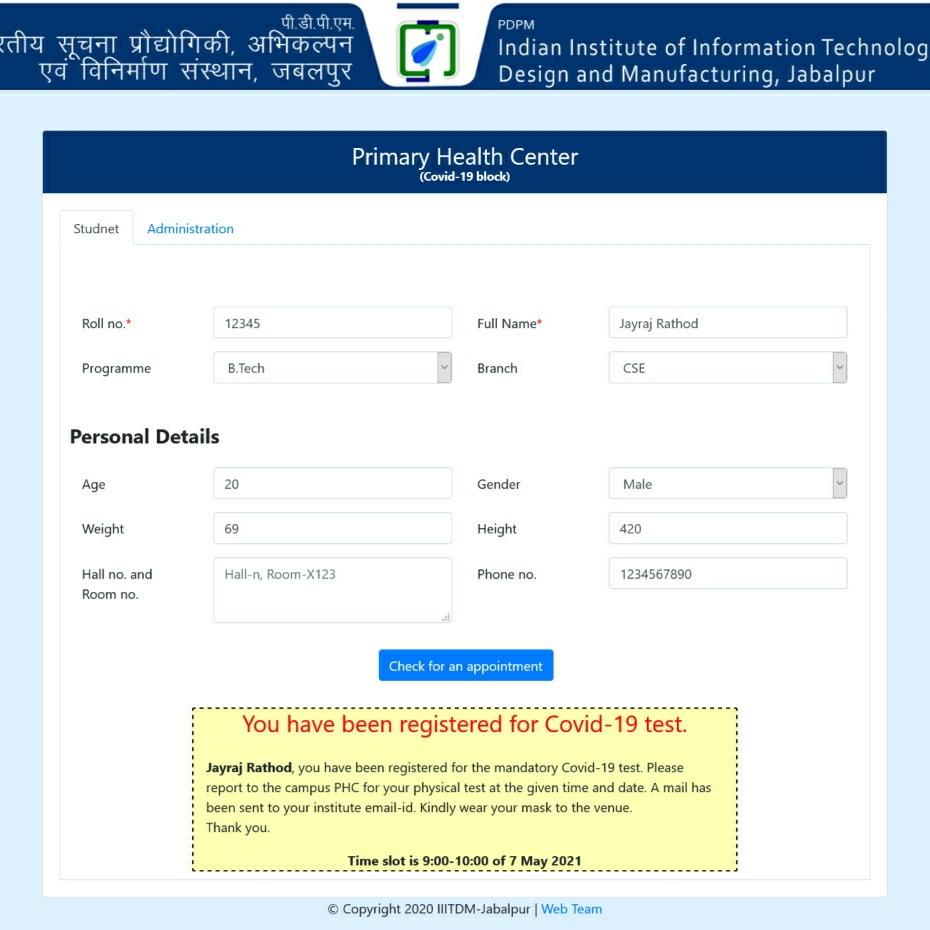 पी.डी.पी.एम.
सूचना प्रौद्योगिकी, अभिकल्पन
एवं विनिर्माण संस्थान, जबलपुर
PDPM
Indian Institute of Information Technolog
Design and Manufacturing, Jabalpur
Primary Health Center
(Covid-19 block)
Studnet Administration
Roll no.* 12345 Full Name* Jayraj Rathod
Programme B.Tech Branch CSE
Personal Details
Age 20 Gender Male
Weight 69 Height 420
Hall no. and Room no. Hall-n, Room-X123 Phone no. 1234567890
Check for an appointment
You have been registered for Covid-19 test.
Jayraj Rathod, you have been registered for the mandatory Covid-19 test. Please
report to the campus PHC for your physical test at the given time and date. A mail has
been sent to your institute email-id. Kindly wear your mask to the venue.
Thank you.
Time slot is 9:00-10:00 of 7 May 2021
© Copyright 2020 IIITDM-Jabalpur | Web Team